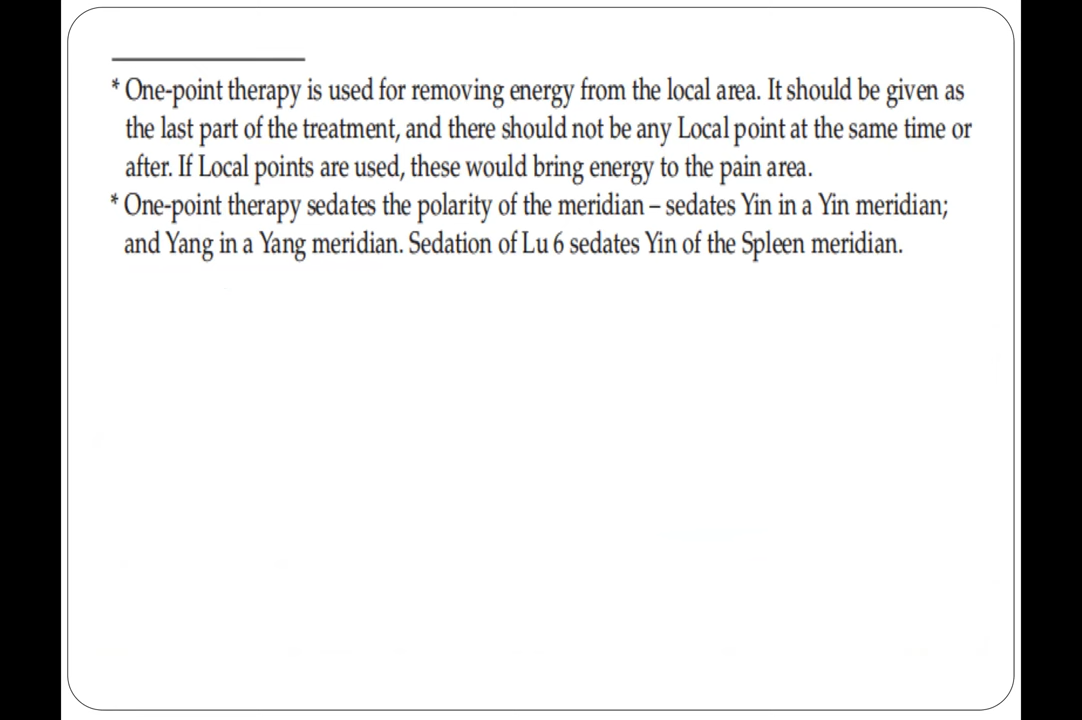 * One-point therapy is used for removing energy from the local area. It should be given as
the last part of the treatment, and there should not be any Local point at the same time or
after. If Local points are used, these would bring energy to the pain area.
* One-point therapy sedates the polarity of the meridian – sedates Yin in a Yin meridian;
and Yang in a Yang meridian. Sedation of Lu 6 sedates Yin of the Spleen meridian.